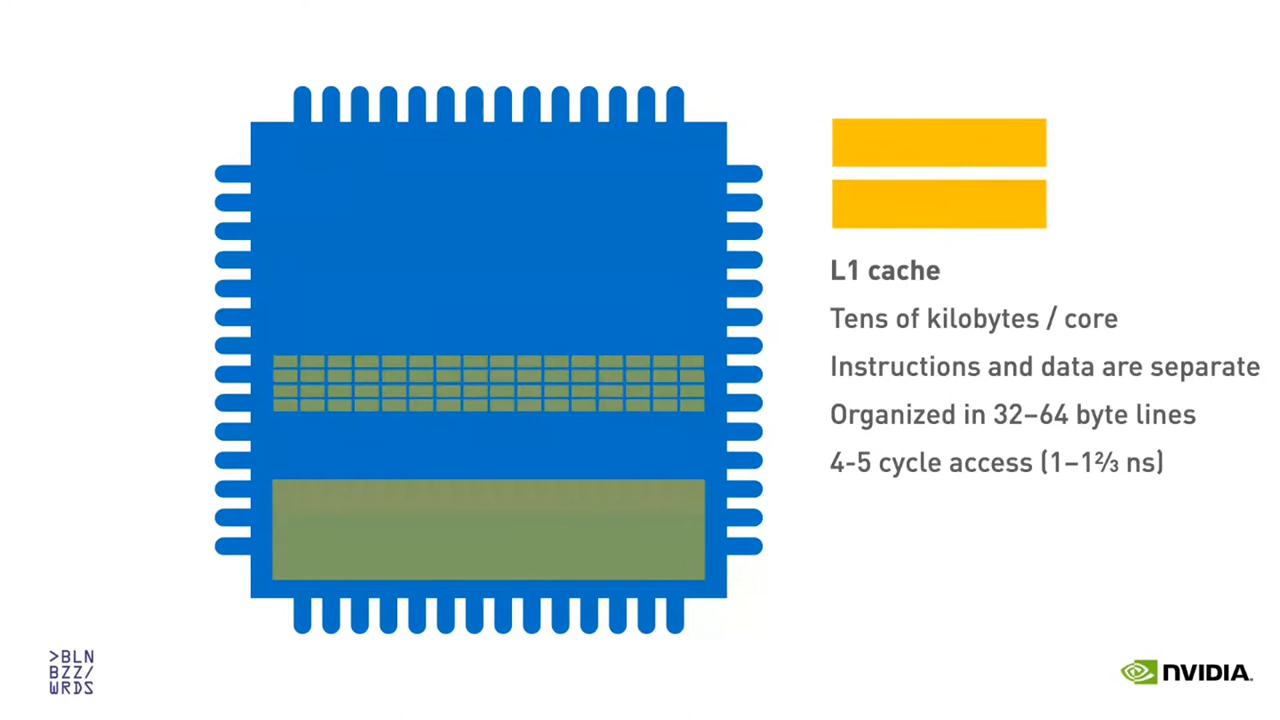 L1 cache
Tens of kilobytes / core
Instructions and data are separate
Organized in 32–64 byte lines
4-5 cycle access (1–1⅔ ns)
>BLN
BZZ/
WRDS
NVIDIA.